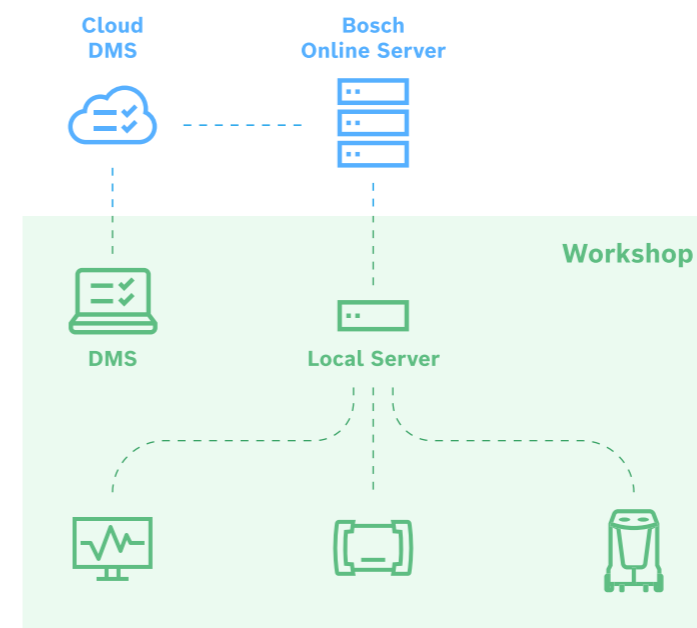 Cloud
DMS
Bosch
Online Server
Workshop
DMS
Local Server